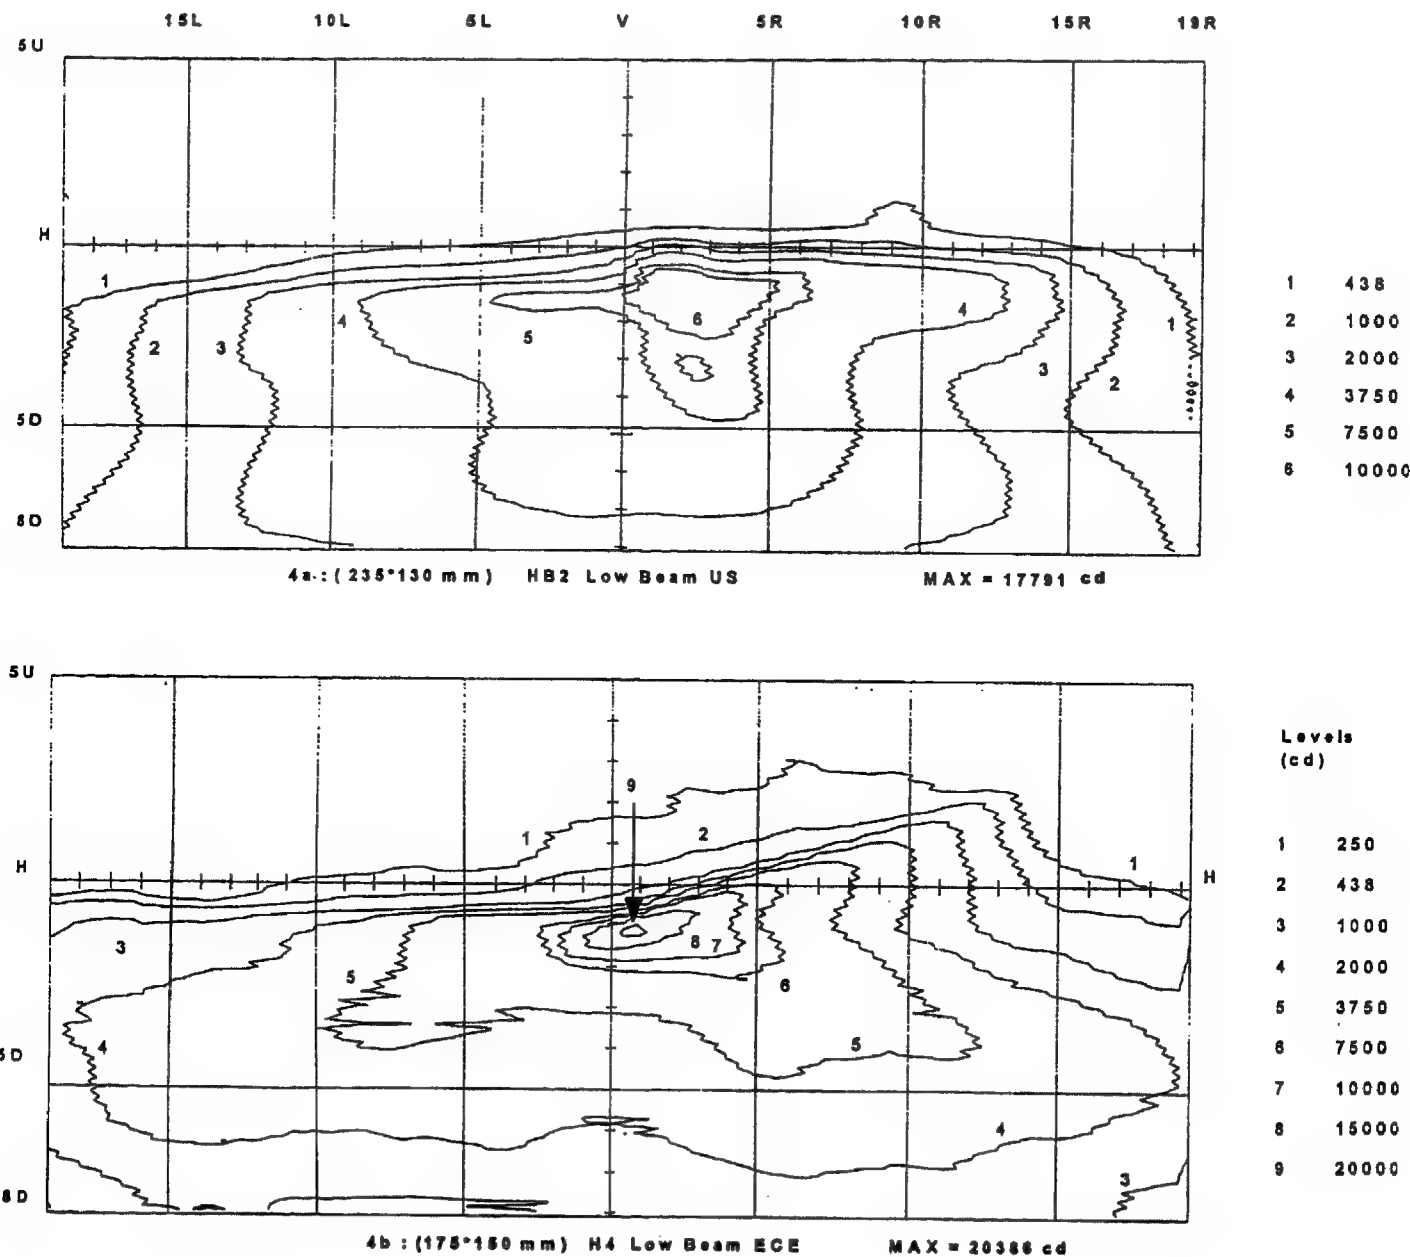 15L 10L 5L V 5R 10R 15R 19R
5U
H
1
6
4
4
5
1
2
3
3
2
5D
8D
1 438
2 1000
3 2000
4 3750
5 7500
6 10000
4a.:(235*130 mm) HB2 Low Beam US MAX = 17791 cd
5U
Levels
(cd)
9
1
2
1
H
H
3
8
7
5
6
4
5
5D
4
3
8D
1 250
2 438
3 1000
4 2000
5 3750
6 7500
7 10000
8 15000
9 20000
4b : (175*150 mm) H4 Low Beam ECE MAX = 20386 cd